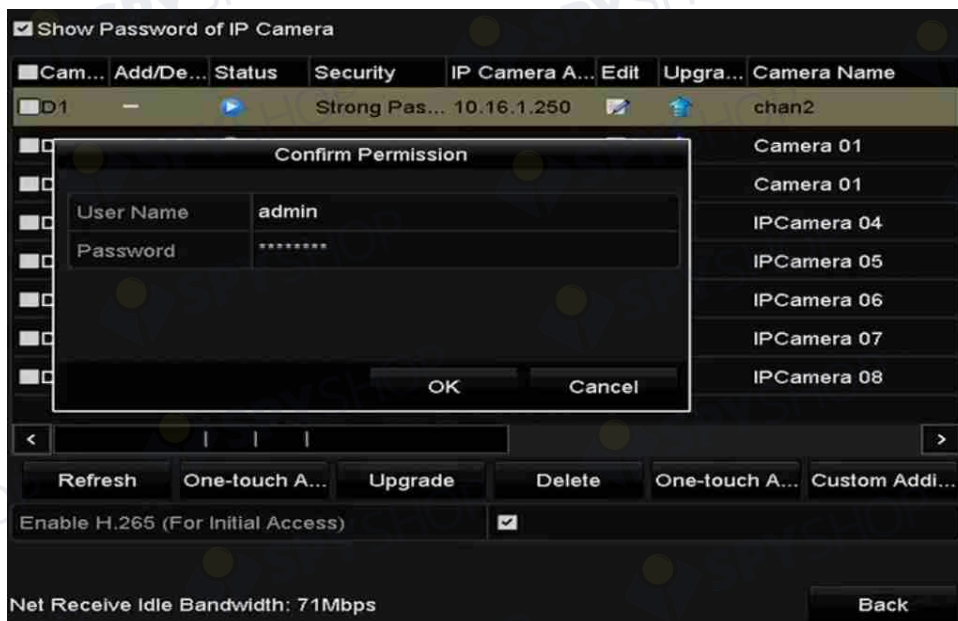 Show Password of IP Camera
Cam... Add/De... Status Security IP Camera A... Edit Upgra... Camera Name
D1 — Strong Pas... 10.16.1.250 chan2
Confirm Permission
Camera 01
Camera 01
User Name admin
IPCamera 04
Password ********
IPCamera 05
IPCamera 06
IPCamera 07
OK Cancel
IPCamera 08
Refresh One-touch A... Upgrade Delete One-touch A... Custom Addi...
Enable H.265 (For Initial Access)
Net Receive Idle Bandwidth: 71Mbps
Back
SPYSHOP